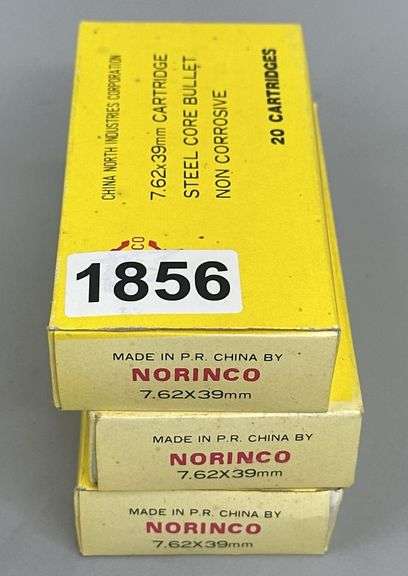 CHINA NORTH INDUSTRIES CORPORATION
7.62x39mm CARTRIDGE
STEEL CORE BULLET
NON CORROSIVE
20 CARTRIDGES
1856
MADE IN P.R. CHINA BY
NORINCO
7.62X39mm
MADE IN P.R. CHINA BY
NORINCO
7.62X39mm
MADE IN P.R. CHINA BY
NORINCO
7.62X39mm